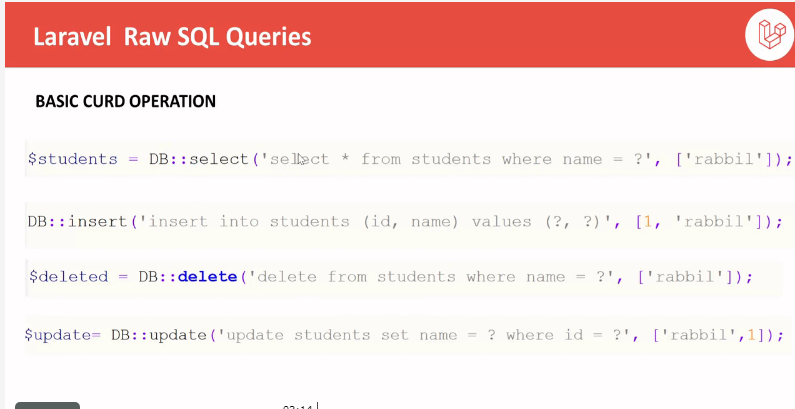 Laravel Raw SQL Queries
BASIC CURD OPERATION
$students = DB::select('select * from students where name = ?', ['rabbil']);
DB::insert('insert into students (id, name) values (?, ?)', [1, 'rabbil']);
$deleted = DB::delete('delete from students where name = ?', ['rabbil']);
$update= DB::update('update students set name = ? where id = ?', ['rabbil',1]);